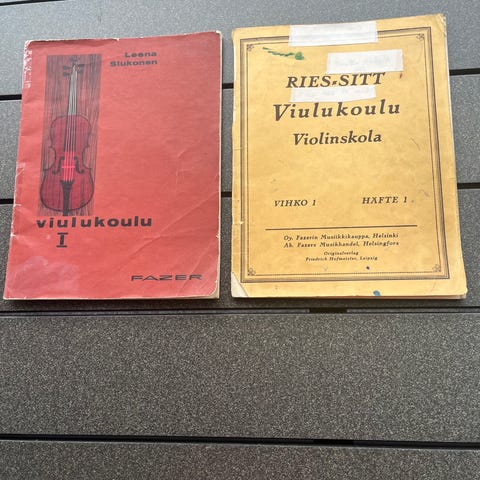 Leena
Siukonen
viulukoulu
I
FAZER
RIES-SITT
Viulukoulu
Violinskola
VIHKO 1 HÄFTE 1
Oy. Fazerin Musiikkikauppa, Helsinki
Ab. Fazers Musikhandel, Helsingfors
Originalverlag
Friedrich Hofmeister, Leipzig